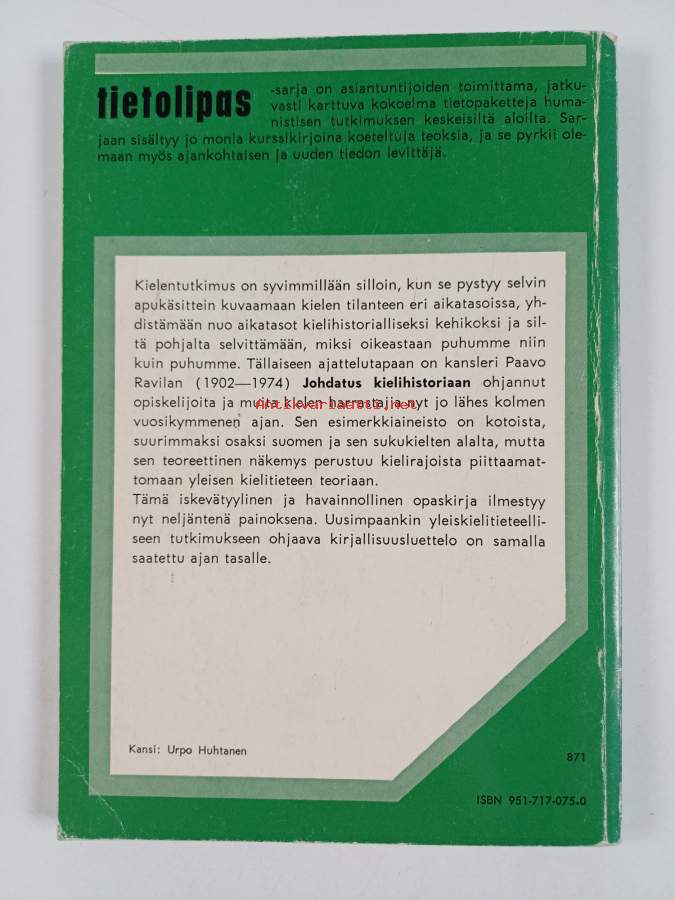 tietolipas -sarja on asiantuntijoiden toimittama, jatku-
vasti karttuva kokoelma tietopaketteja huma-
nistisen tutkimuksen keskeisiltä aloilta. Sar-
jaan sisältyy jo monia kurssikirjoina koeteltuja teoksia, ja se pyrkii ole-
maan myös ajankohtaisen ja uuden tiedon levittäjä.
Kielentutkimus on syvimmillään silloin, kun se pystyy selvin
apukäsittein kuvaamaan kielen tilanteen eri aikatasoissa, yh-
distämään nuo aikatasot kielihistorialliseksi kehikoksi ja sil-
tä pohjalta selvittämään, miksi oikeastaan puhumme niin
kuin puhumme. Tällaiseen ajattelutapaan on kansleri Paavo
Ravilan (1902—1974) Johdatus kielihistoriaan ohjannut
opiskelijoita ja muita kielen harrastajia nyt jo lähes kolmen
Antikvariaatti.net
vuosikymmenen ajan. Sen esimerkkiaineisto on kotoista,
suurimmaksi osaksi suomen ja sen sukukielten alalta, mutta
sen teoreettinen näkemys perustuu kielirajoista piittaamat-
tomaan yleisen kielitieteen teoriaan.
Tämä iskevätyylinen ja havainnollinen opaskirja ilmestyy
nyt neljäntenä painoksena. Uusimpaankin yleiskielitieteelli-
seen tutkimukseen ohjaava kirjallisuusluettelo on samalla
saatettu ajan tasalle.
Kansi: Urpo Huhtanen
871
ISBN 951-717-075-0